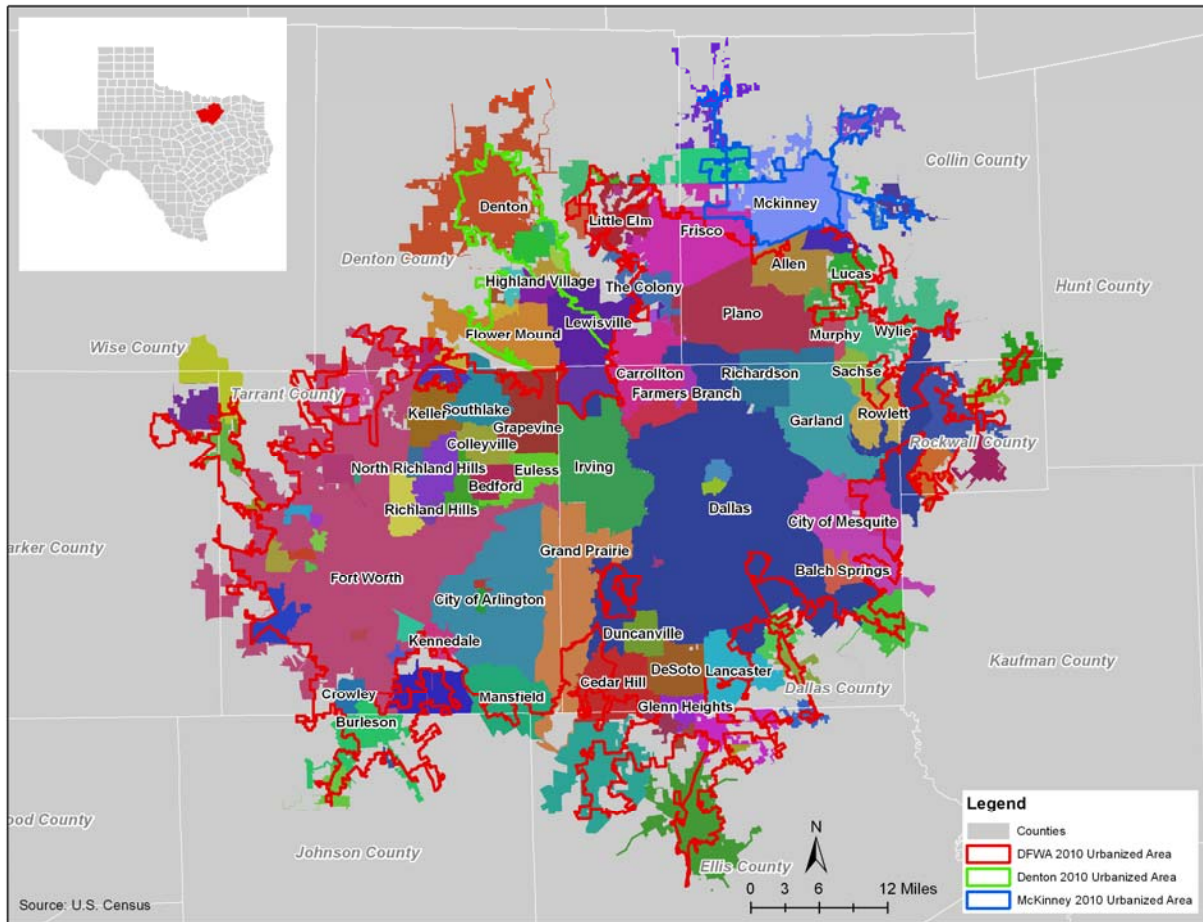 Collin County
Mckinney
Denton
Little Elm
Frisco
Denton County
Allen
Lucas
Highland Village
The Colony
Hunt County
Lewisville
Plano
Flower Mound
Murphy
Wylie
Wise County
Carrollton
Richardson
Sachse
Tarrant County
Farmers Branch
Keller
Southlake
Rowlett
Grapevine
Garland
Colleyville
Rockwall County
North Richland Hills
Euless
Irving
Bedford
Richland Hills
Dallas
City of Mesquite
arker County
Grand Prairie
Balch Springs
Fort Worth
City of Arlington
Duncanville
Kennedale
Kaufman County
DeSoto
Lancaster
Cedar Hill
Dallas County
Crowley
Mansfield
Glenn Heights
Burleson
ood County
Johnson County
Ellis County
N
0 3 6 12 Miles
Legend
Counties
DFWA 2010 Urbanized Area
Denton 2010 Urbanized Area
McKinney 2010 Urbanized Area
Source: U.S. Census